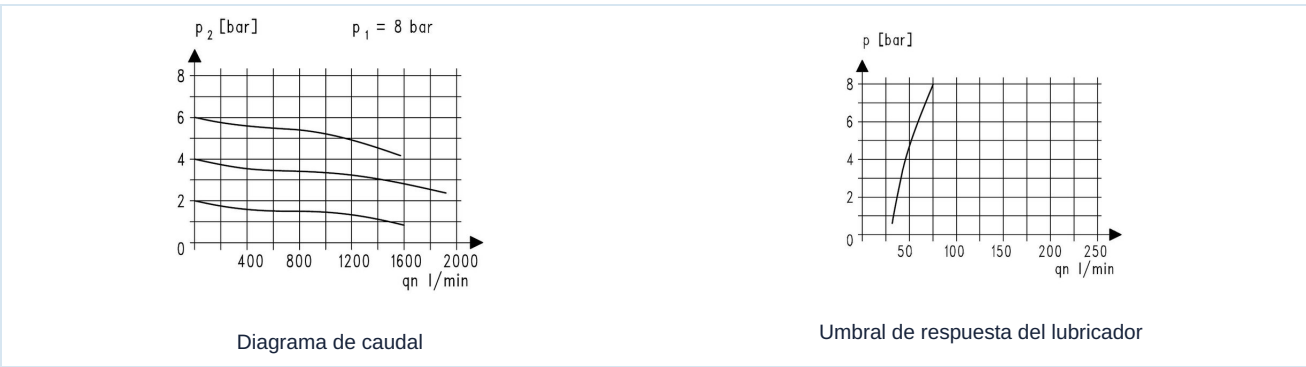 p 2 [bar]
p 1 = 8 bar
8
6
4
2
0
400 800 1200 1600 2000
qn l/min
Diagrama de caudal
p [bar]
8
6
4
2
0
50 100 150 200 250
qn l/min
Umbral de respuesta del lubricador